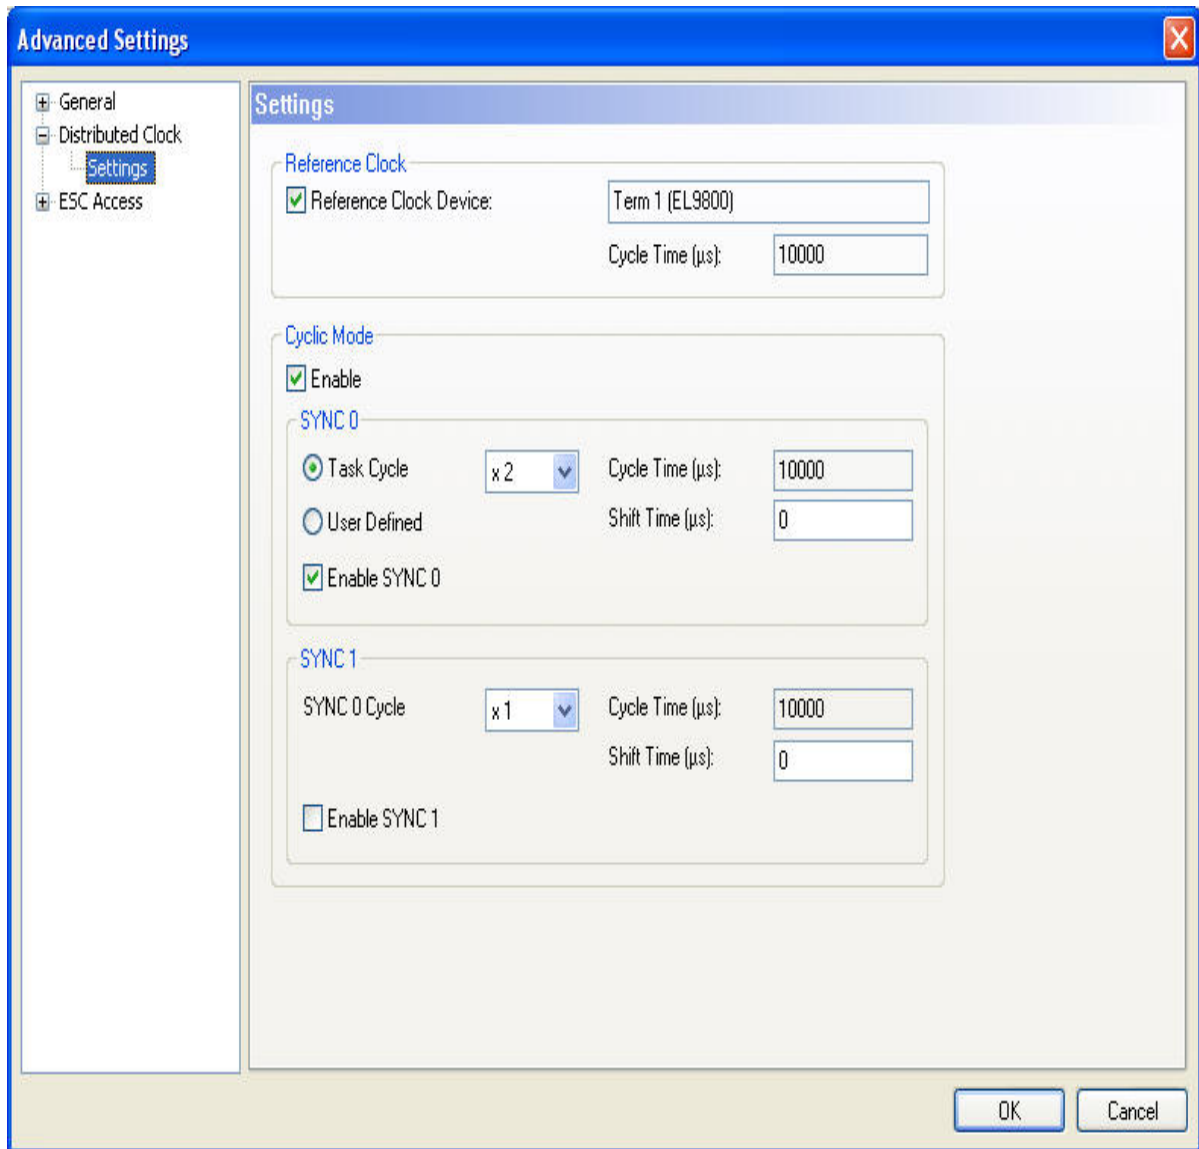 Advanced Settings
General
Distributed Clock
Settings
ESC Access
Settings
Reference Clock
Reference Clock Device: Term 1 (EL9800)
Cycle Time (µs): 10000
Cyclic Mode
Enable
SYNC 0
Task Cycle x 2 Cycle Time (µs): 10000
User Defined Shift Time (µs): 0
Enable SYNC 0
SYNC 1
SYNC 0 Cycle x 1 Cycle Time (µs): 10000
Shift Time (µs): 0
Enable SYNC 1
OK Cancel